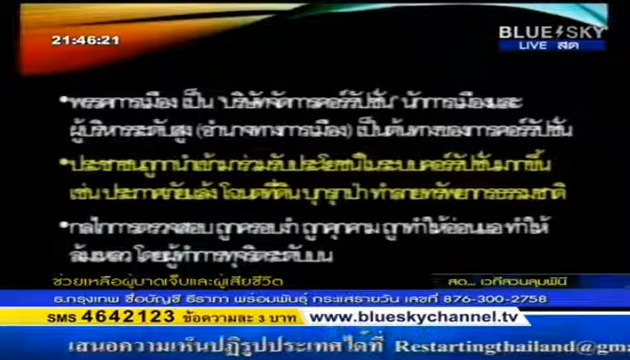 21:46:21
BLUE SKY
LIVE สด
•พรรคการเมือง เป็น 'บริษัทจัดการคอร์รัปชั่น' นักการเมืองและ
ผู้บริหารระดับสูง (อำนาจทางการเมือง) เป็นต้นทางของการคอร์รัปชั่น
•ประชาชนถูกนำเข้ามาร่วมรับประโยชน์ในระบบคอร์รัปชั่นมากขึ้น
เช่น ประกาศภัยแล้ง โฉนดที่ดิน บุกรุกป่า ทำลายทรัพยากรธรรมชาติ
•กลไกการตรวจสอบ ถูกครอบงำ ถูกคุกคาม ถูกทำให้อ่อนแอ ทำให้
ล้มเหลว โดยผู้ทำการทุจริตระดับบน
ช่วยเหลือผู้บาดเจ็บและผู้เสียชีวิต
สด... เวทีสวนลุมพินี
ธ.กรุงเทพ ชื่อบัญชี ธิราภา พร้อมพันธุ์ กระแสรายวัน เลขที่ 876-300-2758
SMS 4642123 ข้อความละ 3 บาท www.blueskychannel.tv
เสนอความเห็นปฏิรูปประเทศได้ที่ Restartingthailand@gma